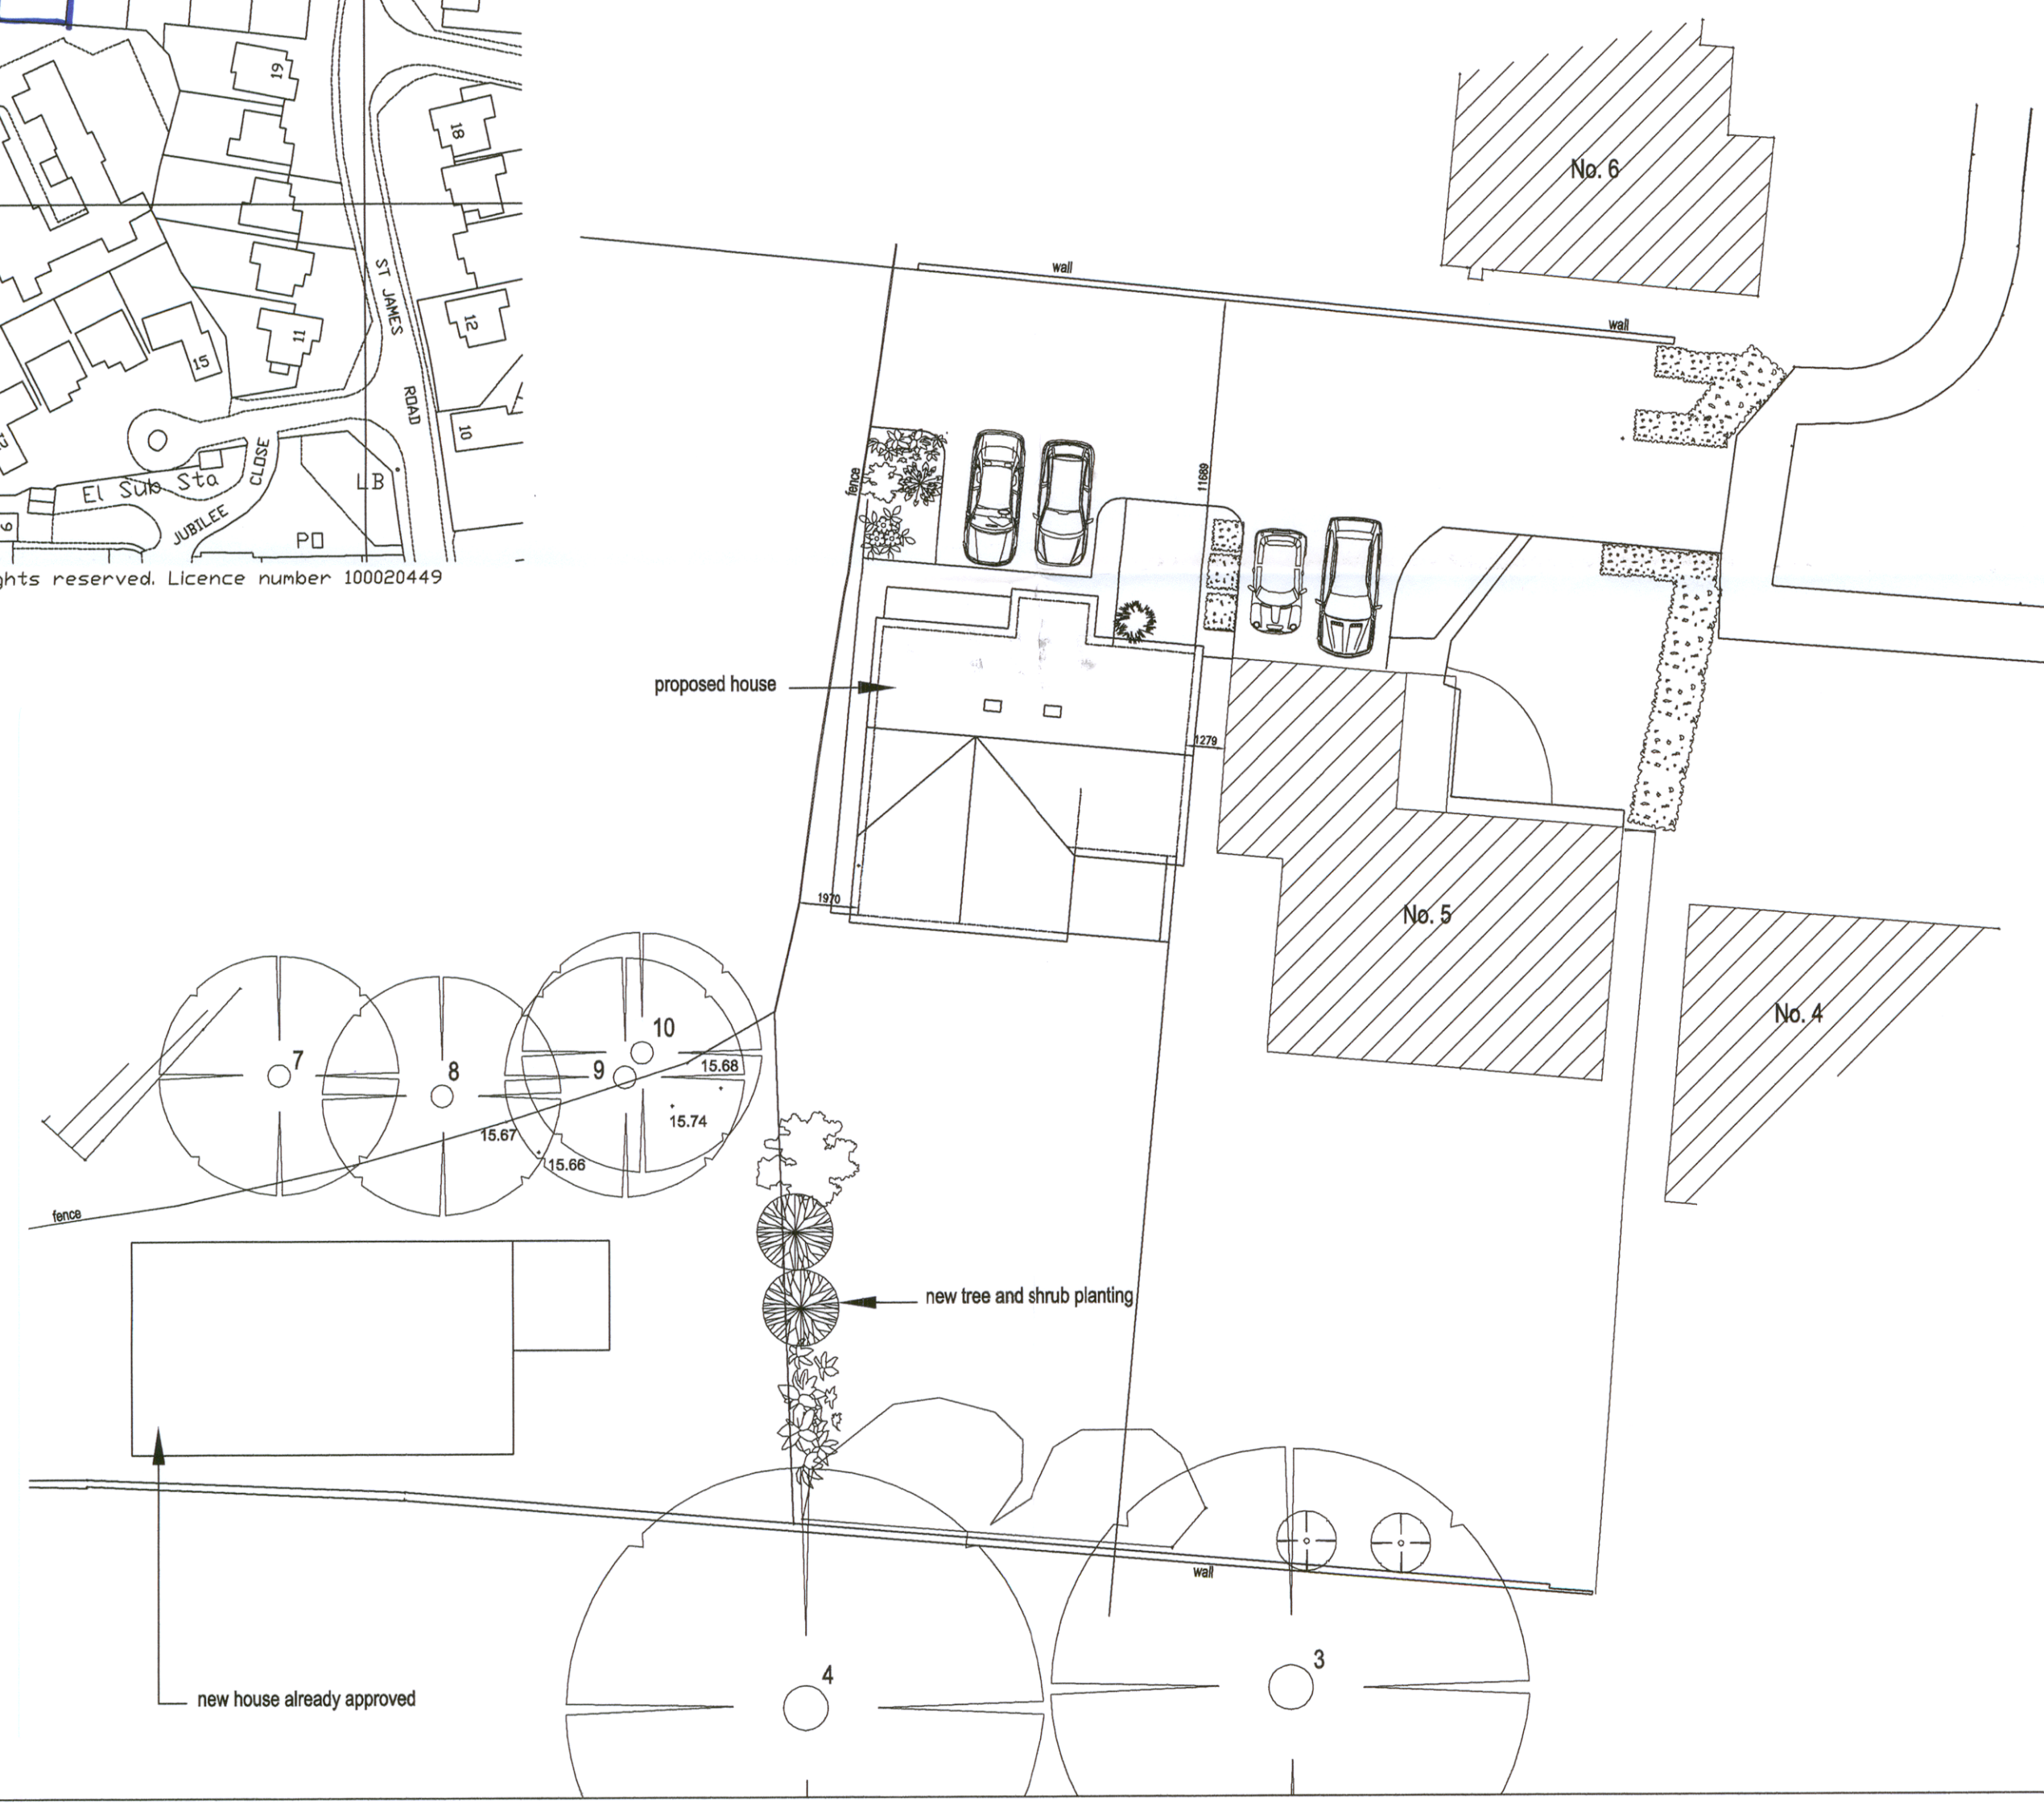 19
18
ST JAMES
ROAD
11
12
15
10
El Sub Sta
CLOSE
LB
6
JUBILEE
PO
ghts reserved. Licence number 100020449
No. 6
wall
wall
fence
11689
proposed house
1279
1970
No. 5
No. 4
10
7
8
9
15.68
15.74
15.67
15.66
fence
new tree and shrub planting
wall
4
3
new house already approved